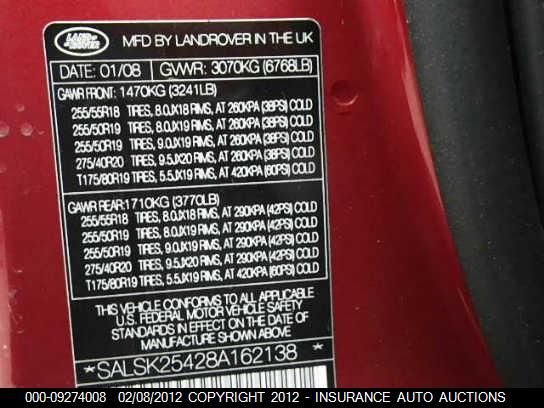 LAND ROVER
MFD BY LANDROVER IN THE UK
DATE: 01/08 GVWR: 3070KG (6768LB)
GAWR FRONT: 1470KG (3241LB)
255/55R18 TIRES, 8.0JX18 RIMS, AT 260KPA (38PSI) COLD
255/50R19 TIRES, 8.0JX19 RIMS, AT 260KPA (38PSI) COLD
255/50R19 TIRES, 9.0JX19 RIMS, AT 260KPA (38PSI) COLD
275/40R20 TIRES, 9.5JX20 RIMS, AT 260KPA (38PSI) COLD
T175/80R19 TIRES, 5.5JX19 RIMS, AT 420KPA (60PSI) COLD
GAWR REAR: 1710KG (3770LB)
255/55R18 TIRES, 8.0JX18 RIMS, AT 290KPA (42PSI) COLD
255/50R19 TIRES, 8.0JX19 RIMS, AT 290KPA (42PSI) COLD
255/50R19 TIRES, 9.0JX19 RIMS, AT 290KPA (42PSI) COLD
275/40R20 TIRES, 9.5JX20 RIMS, AT 290KPA (42PSI) COLD
T175/80R19 TIRES, 5.5JX19 RIMS, AT 420KPA (60PSI) COLD
THIS VEHICLE CONFORMS TO ALL APPLICABLE
U.S. FEDERAL MOTOR VEHICLE SAFETY
STANDARDS IN EFFECT ON THE DATE OF
MANUFACTURE SHOWN ABOVE
*SALSK25428A162138*
000-09274008 02/08/2012 COPYRIGHT 2012 - INSURANCE AUTO AUCTIONS